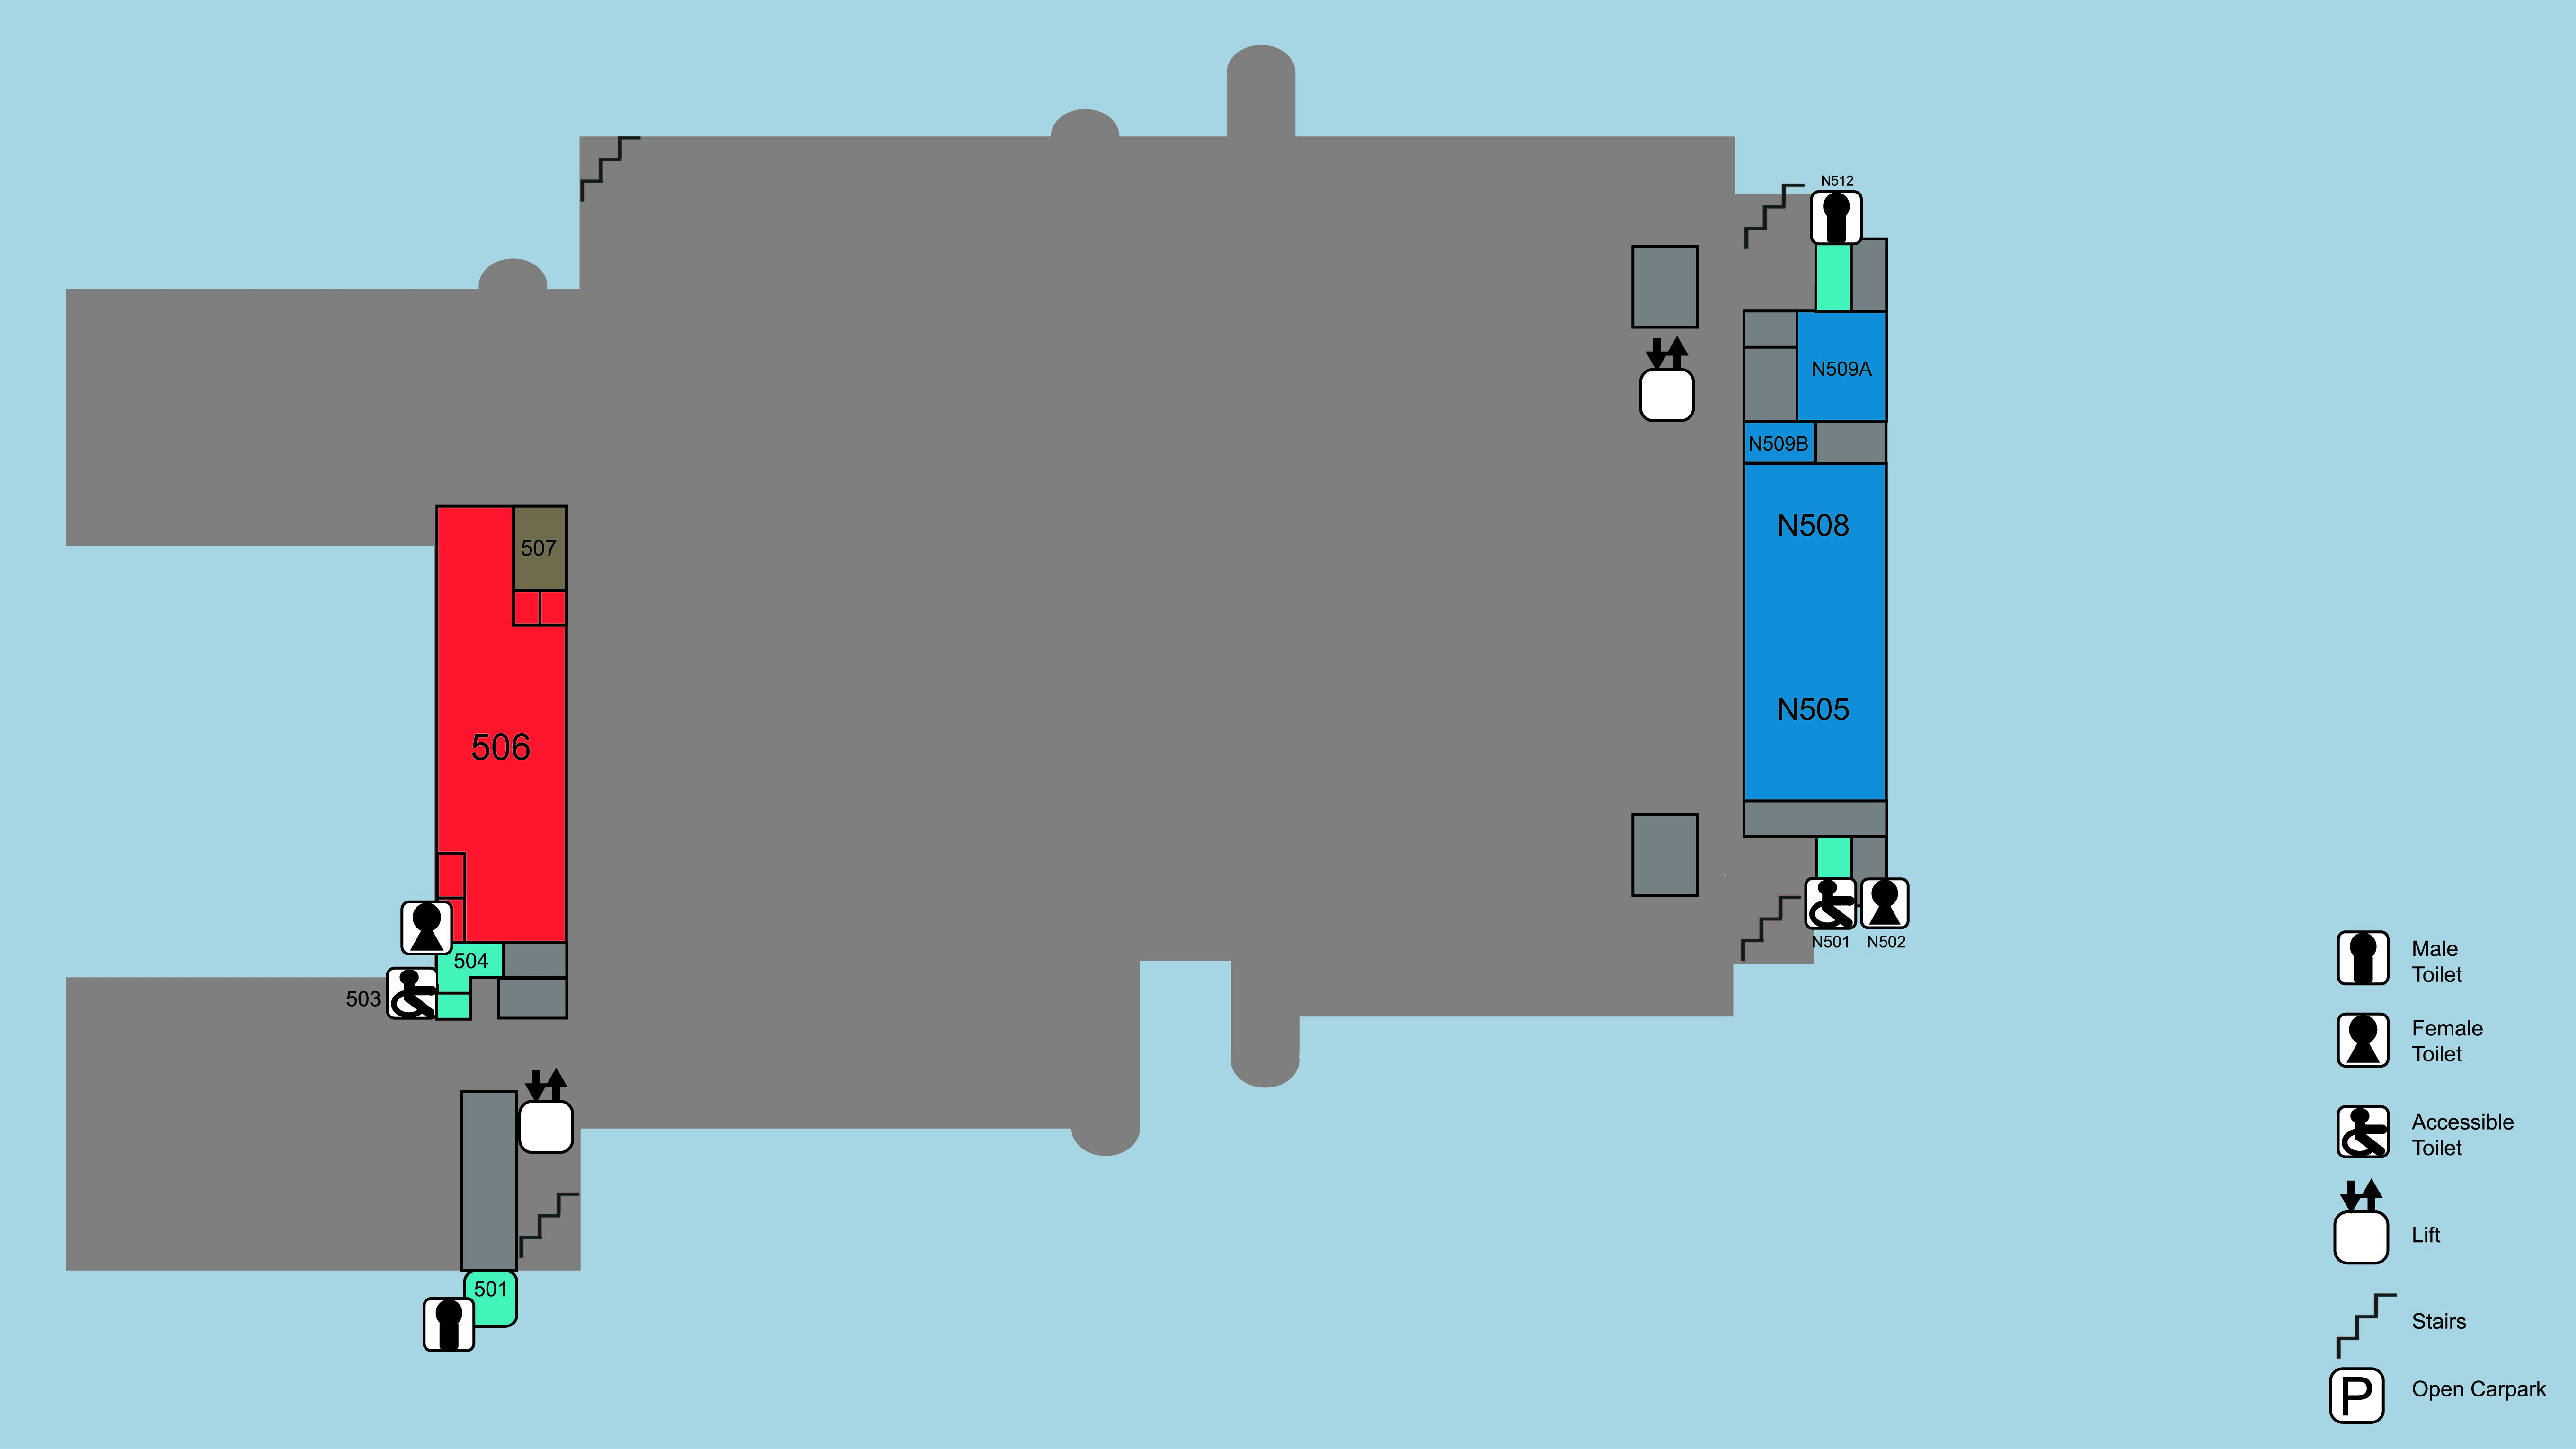 N512
N509A
N509B
N508
507
N505
506
N501
N502
504
503
501
Male
Toilet
Female
Toilet
Accessible
Toilet
Lift
Stairs
P
Open Carpark